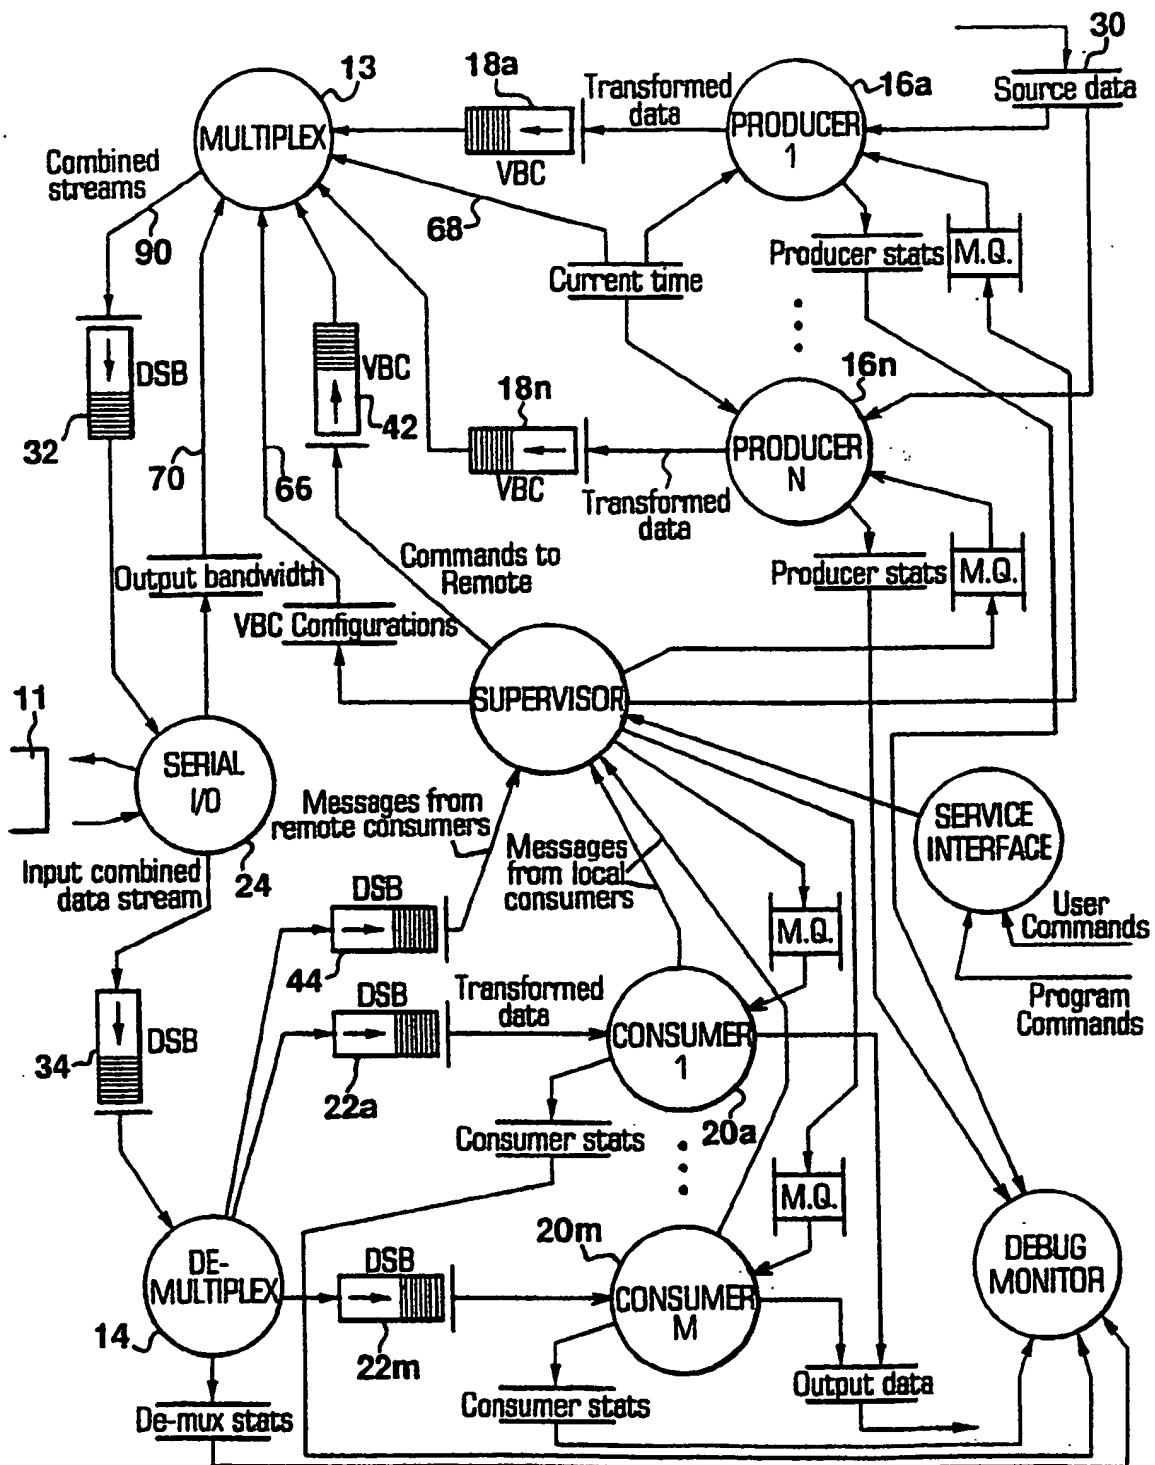 30
13
18a
16a
Source data
Transformed
data
MULTIPLEX
PRODUCER
1
VBC
Combined
streams
90
68
Producer stats
M.Q.
Current time
DSB
32
VBC
42
16n
18n
PRODUCER
N
VBC
70
66
Transformed
data
Commands to
Remote
Output bandwidth
Producer stats
M.Q.
VBC Configurations
SUPERVISOR
11
SERIAL
I/O
24
Messages from
remote consumers
Messages
from local
consumers
SERVICE
INTERFACE
User
Commands
Program
Commands
Input combined
data stream
DSB
44
M.Q.
DSB
22a
Transformed
data
CONSUMER
1
20a
34
DSB
Consumer stats
M.Q.
20m
DE-
MULTIPLEX
14
DSB
22m
CONSUMER
M
DEBUG
MONITOR
Output data
Consumer stats
De-mux stats